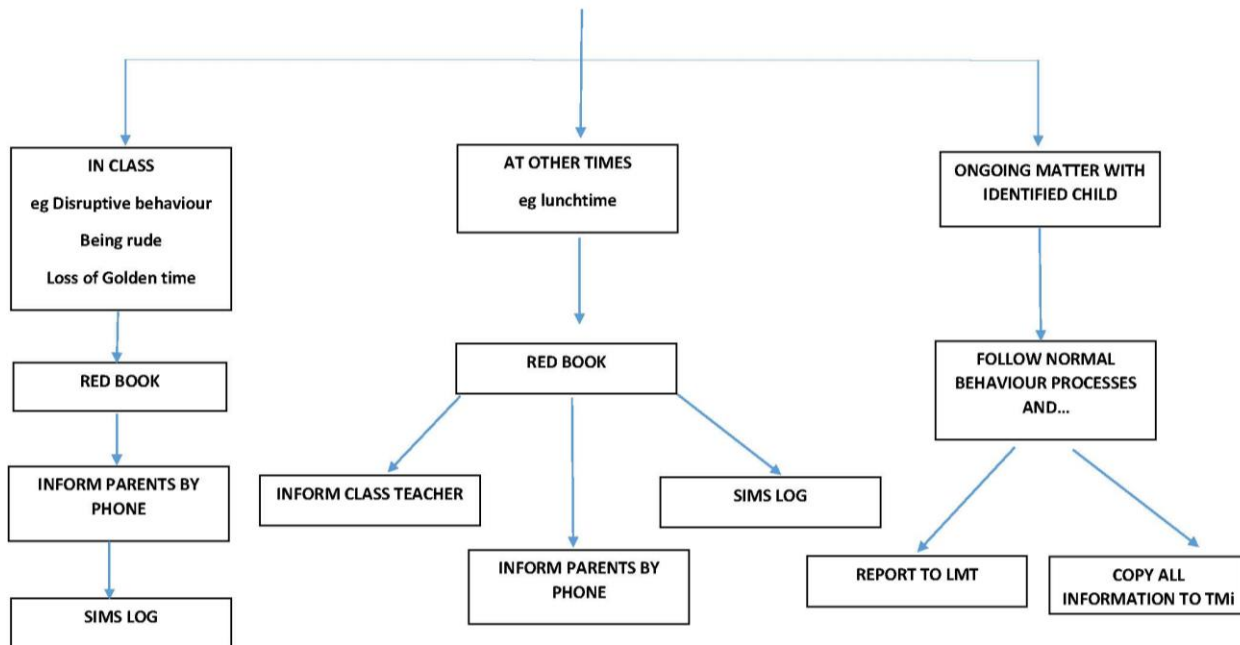 IN CLASS
eg Disruptive behaviour
Being rude
Loss of Golden time
RED BOOK
INFORM PARENTS BY
PHONE
SIMS LOG
AT OTHER TIMES
eg lunchtime
RED BOOK
INFORM CLASS TEACHER
INFORM PARENTS BY
PHONE
SIMS LOG
ONGOING MATTER WITH
IDENTIFIED CHILD
FOLLOW NORMAL
BEHAVIOUR PROCESSES
AND...
REPORT TO LMT
COPY ALL
INFORMATION TO TMi